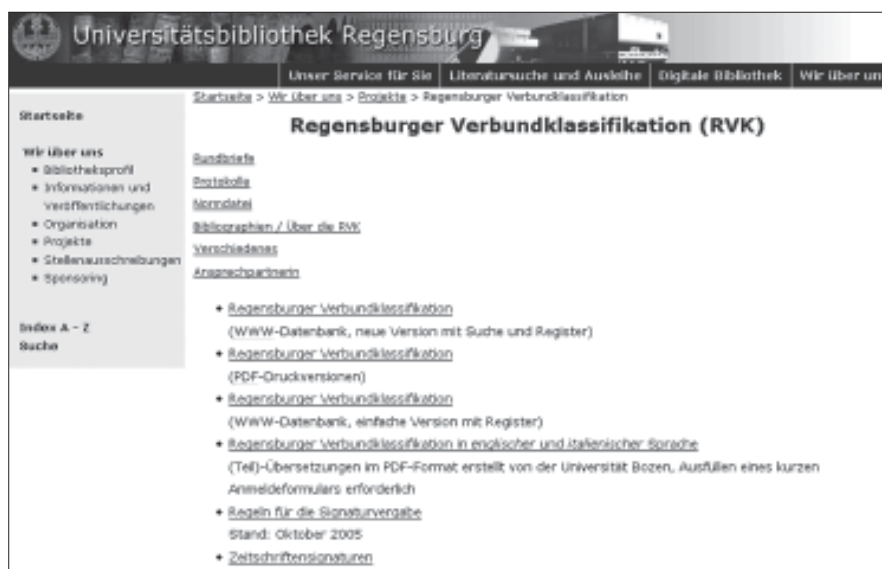 Universitätsbibliothek Regensburg
Unser Service für Sie | Literatursuche und Ausleihe | Digitale Bibliothek | Wir über un
Startseite > Wir über uns > Projekte > Regensburger Verbundklassifikation
Startseite
Wir über uns
• Bibliotheksprofil
• Informationen und
Veröffentlichungen
• Organisation
• Projekte
• Stellenausschreibungen
• Sponsoring
Index A - Z
Suche
Regensburger Verbundklassifikation (RVK)
Rundbriefe
Protokolle
Normdatei
Bibliographien / Über die RVK
Verschiedenes
Ansprechpartnerin
• Regensburger Verbundklassifikation
(WWW-Datenbank, neue Version mit Suche und Register)
• Regensburger Verbundklassifikation
(PDF-Druckversionen)
• Regensburger Verbundklassifikation
(WWW-Datenbank, einfache Version mit Register)
• Regensburger Verbundklassifikation in englischer und italienischer Sprache
(Teil)-Übersetzungen im PDF-Format erstellt von der Universität Bozen, Ausfüllen eines kurzen
Anmeldeformulars erforderlich
• Regeln für die Signaturvergabe
Stand: Oktober 2005
• Zeitschriftensignaturen